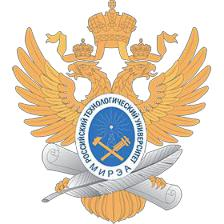 РОССИЙСКИЙ ТЕХНОЛОГИЧЕСКИЙ УНИВЕРСИТЕТ
МИРЭА